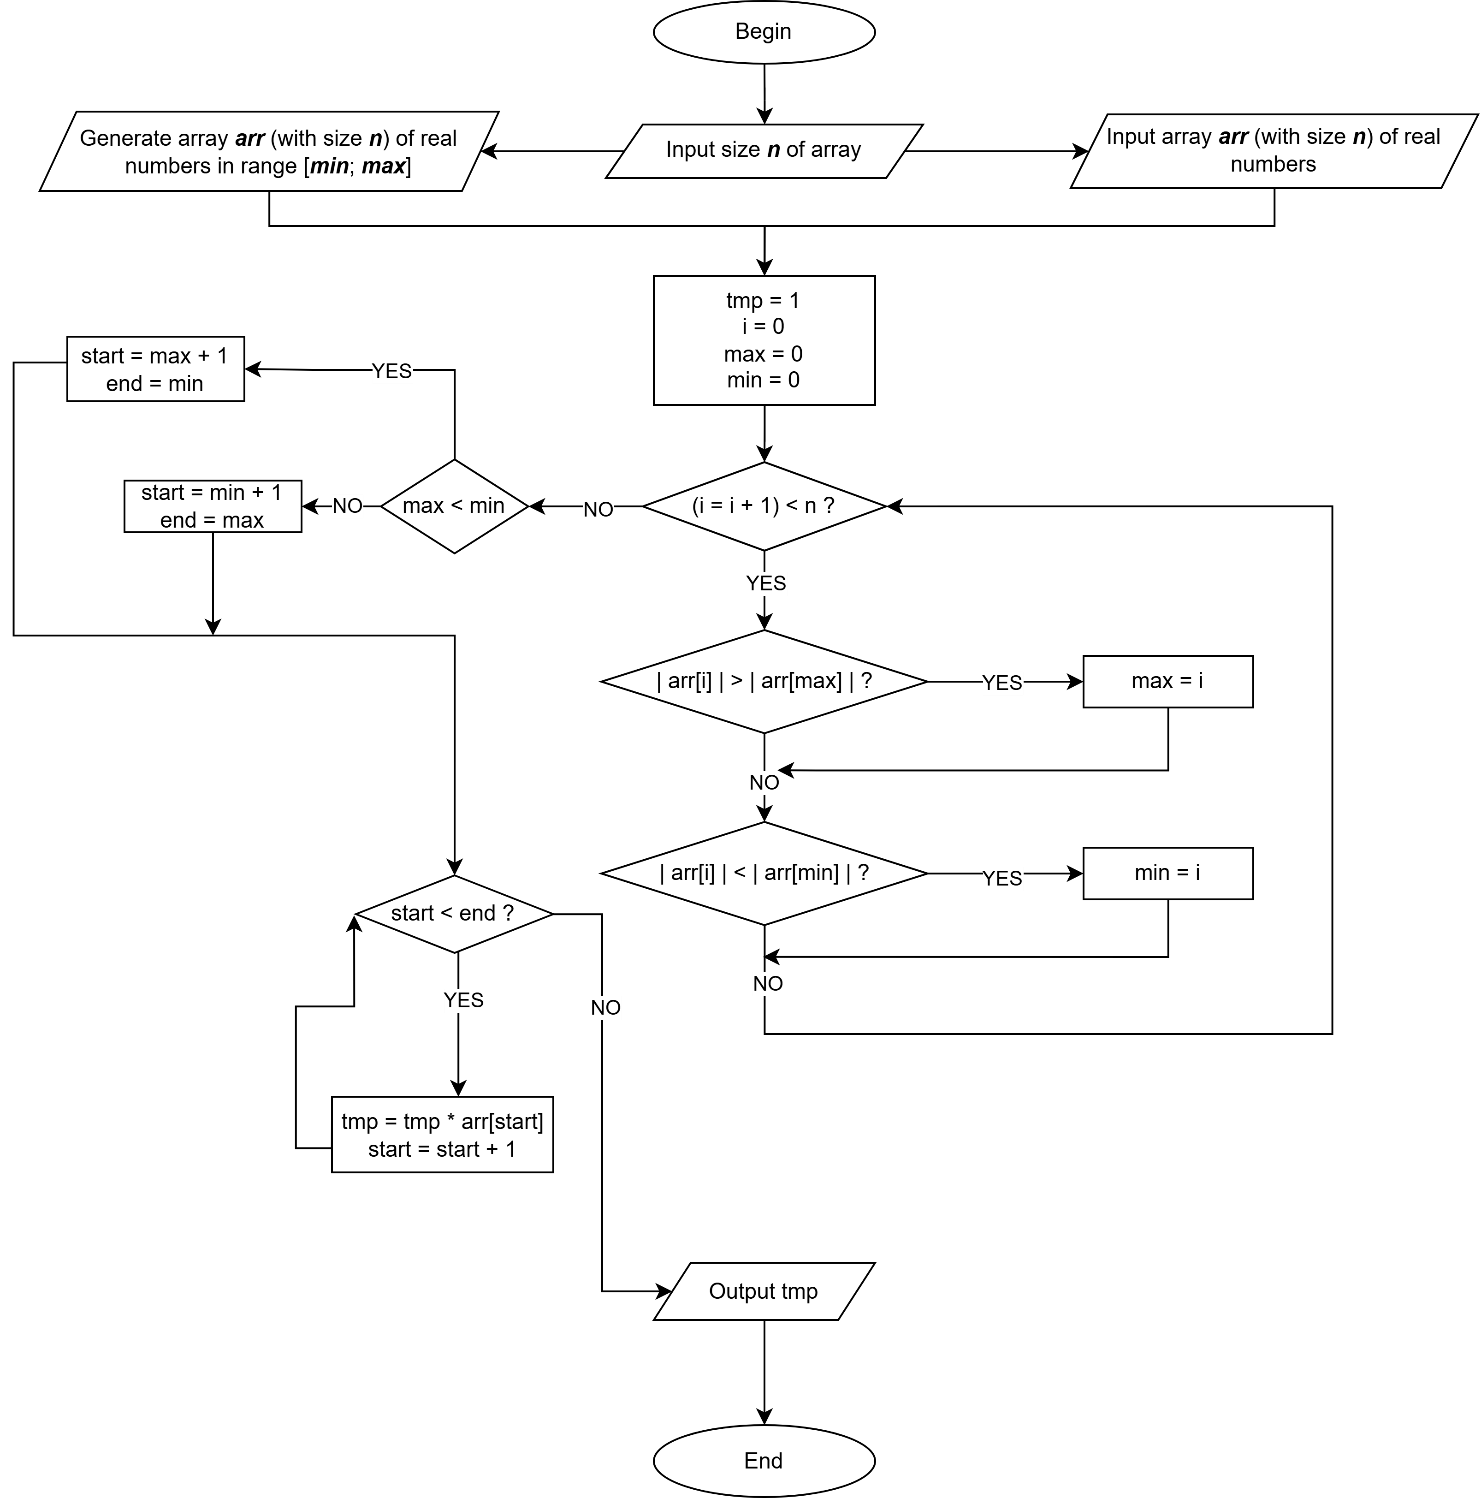 Begin
Generate array arr (with size n) of real
numbers in range [min; max]
Input size n of array
Input array arr (with size n) of real
numbers
tmp = 1
i = 0
max = 0
min = 0
start = max + 1
end = min
YES
start = min + 1
end = max
NO
max < min
NO
(i = i + 1) < n ?
YES
| arr[i] | > | arr[max] | ?
YES
max = i
NO
| arr[i] | < | arr[min] | ?
YES
min = i
NO
start < end ?
YES
NO
tmp = tmp * arr[start]
start = start + 1
Output tmp
End